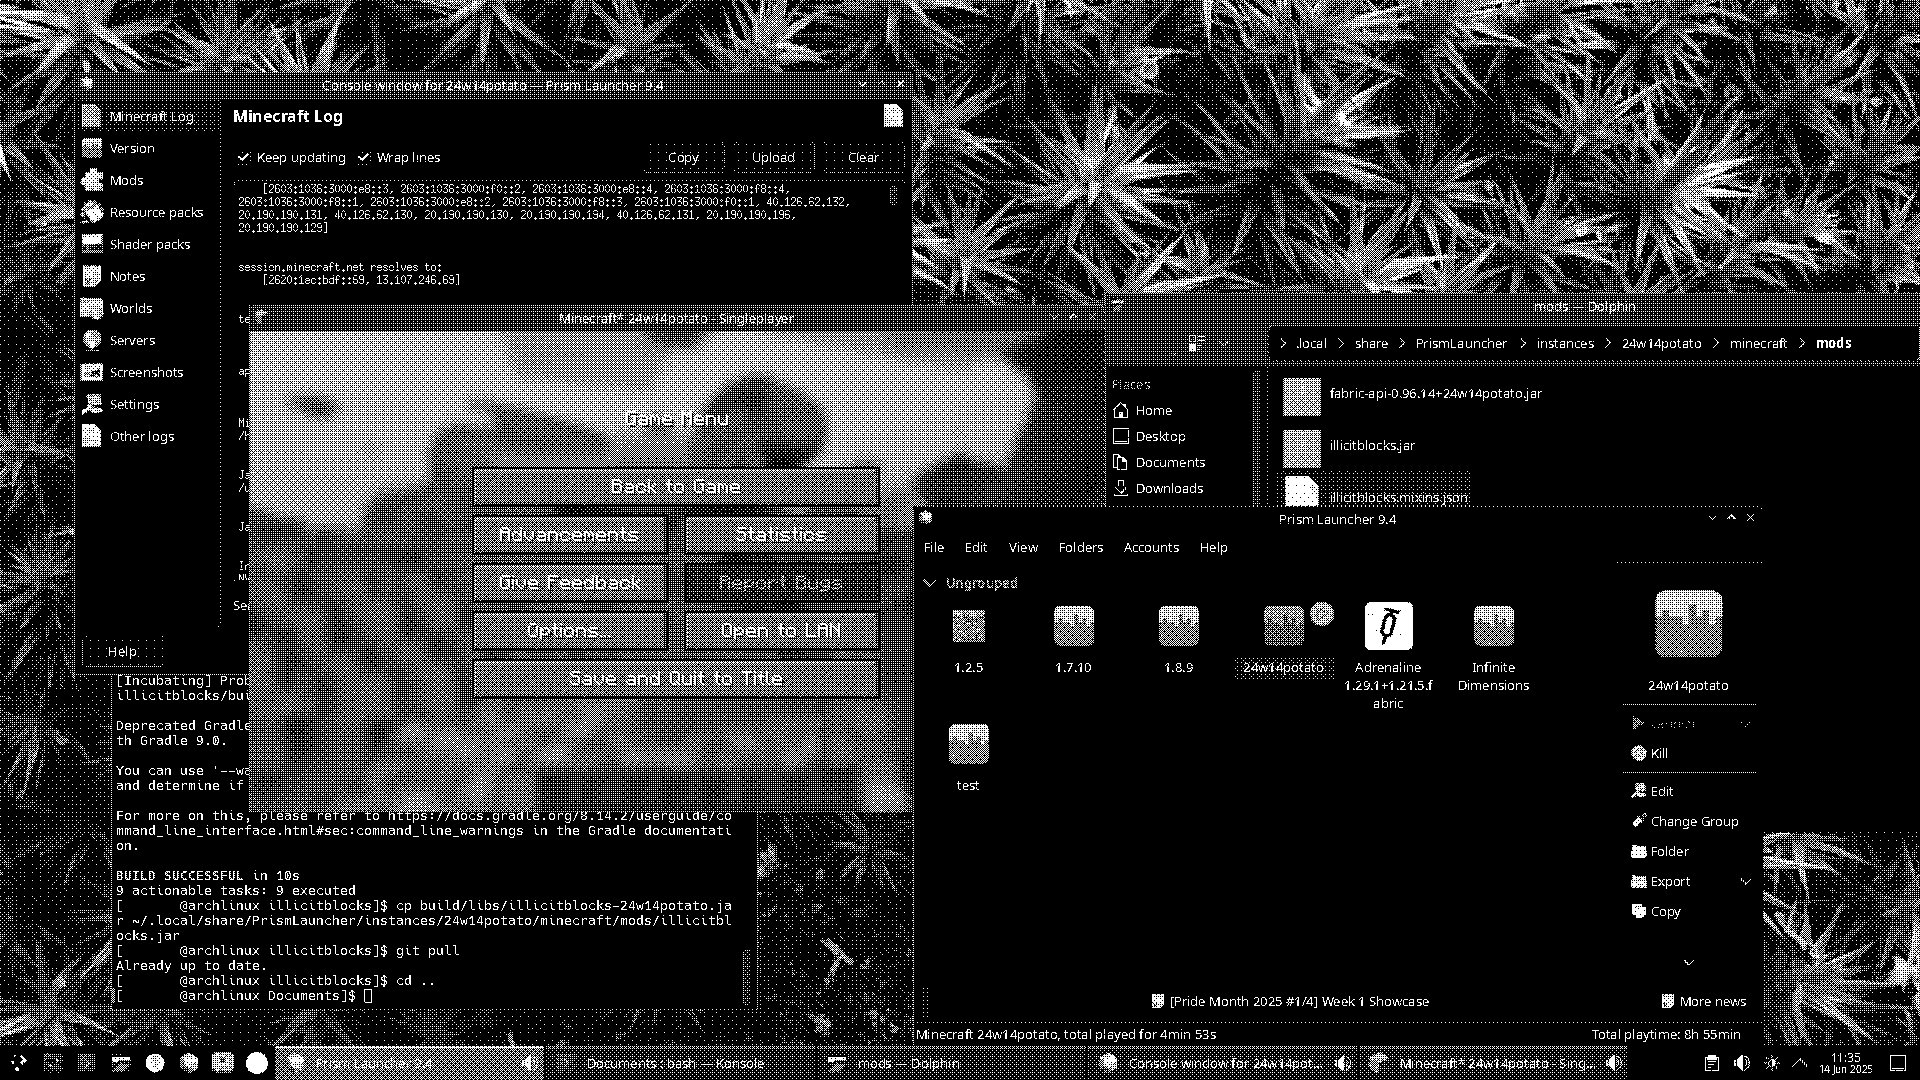 Console window for 24w14potato — Prism Launcher 9.4
Minecraft Log
Version
Mods
Resource packs
Shader packs
Notes
Worlds
Servers
Screenshots
Settings
Other logs
Help
Minecraft Log
Keep updating
Wrap lines
Copy
Upload
Clear
[2603:1036:3000:e8::3, 2603:1036:3000:f0::2, 2603:1036:3000:e8::4, 2603:1036:3000:f8::4,
2603:1036:3000:f8::1, 2603:1036:3000:e8::2, 2603:1036:3000:f8::3, 2603:1036:3000:f0::1, 40.126.62.132,
20.190.190.131, 40.126.62.130, 20.190.190.130, 20.190.190.194, 40.126.62.131, 20.190.190.196,
20.190.190.129]
session.minecraft.net resolves to:
[2620:1ec:bdf::69, 13.107.246.69]
Minecraft* 24w14potato - Singleplayer
Game Menu
Back to Game
Advancements
Statistics
Give Feedback
Report Bugs
Options...
Open to LAN
Save and Quit to Title
mods — Dolphin
.local
share
PrismLauncher
instances
24w14potato
minecraft
mods
Places
Home
Desktop
Documents
Downloads
fabric-api-0.96.14+24w14potato.jar
illicitblocks.jar
illicitblocks.mixins.json
Prism Launcher 9.4
File
Edit
View
Folders
Accounts
Help
Ungrouped
1.2.5
1.7.10
1.8.9
24w14potato
Adrenaline
1.29.1+1.21.5.f
abric
Infinite
Dimensions
test
24w14potato
Launch
Kill
Edit
Change Group
Folder
Export
Copy
[Pride Month 2025 #1/4] Week 1 Showcase
More news
Minecraft 24w14potato, total played for 4min 53s
Total playtime: 8h 55min
[Incubating] Pro
illicitblocks/bui
Deprecated Gradle
th Gradle 9.0.
You can use '--wa
and determine if
For more on this, please refer to https://docs.gradle.org/8.14.2/userguide/co
mmand_line_interface.html#sec:command_line_warnings in the Gradle documentati
on.
BUILD SUCCESSFUL in 10s
9 actionable tasks: 9 executed
[ @archlinux illicitblocks]$ cp build/libs/illicitblocks-24w14potato.ja
r ~/.local/share/PrismLauncher/instances/24w14potato/minecraft/mods/illicitbl
ocks.jar
[ @archlinux illicitblocks]$ git pull
Already up to date.
[ @archlinux illicitblocks]$ cd ..
[ @archlinux Documents]$
Prism Launcher 9.4
Documents : bash — Konsole
mods — Dolphin
Console window for 24w14pot...
Minecraft* 24w14potato - Sing...
11:35
14 Jun 2025